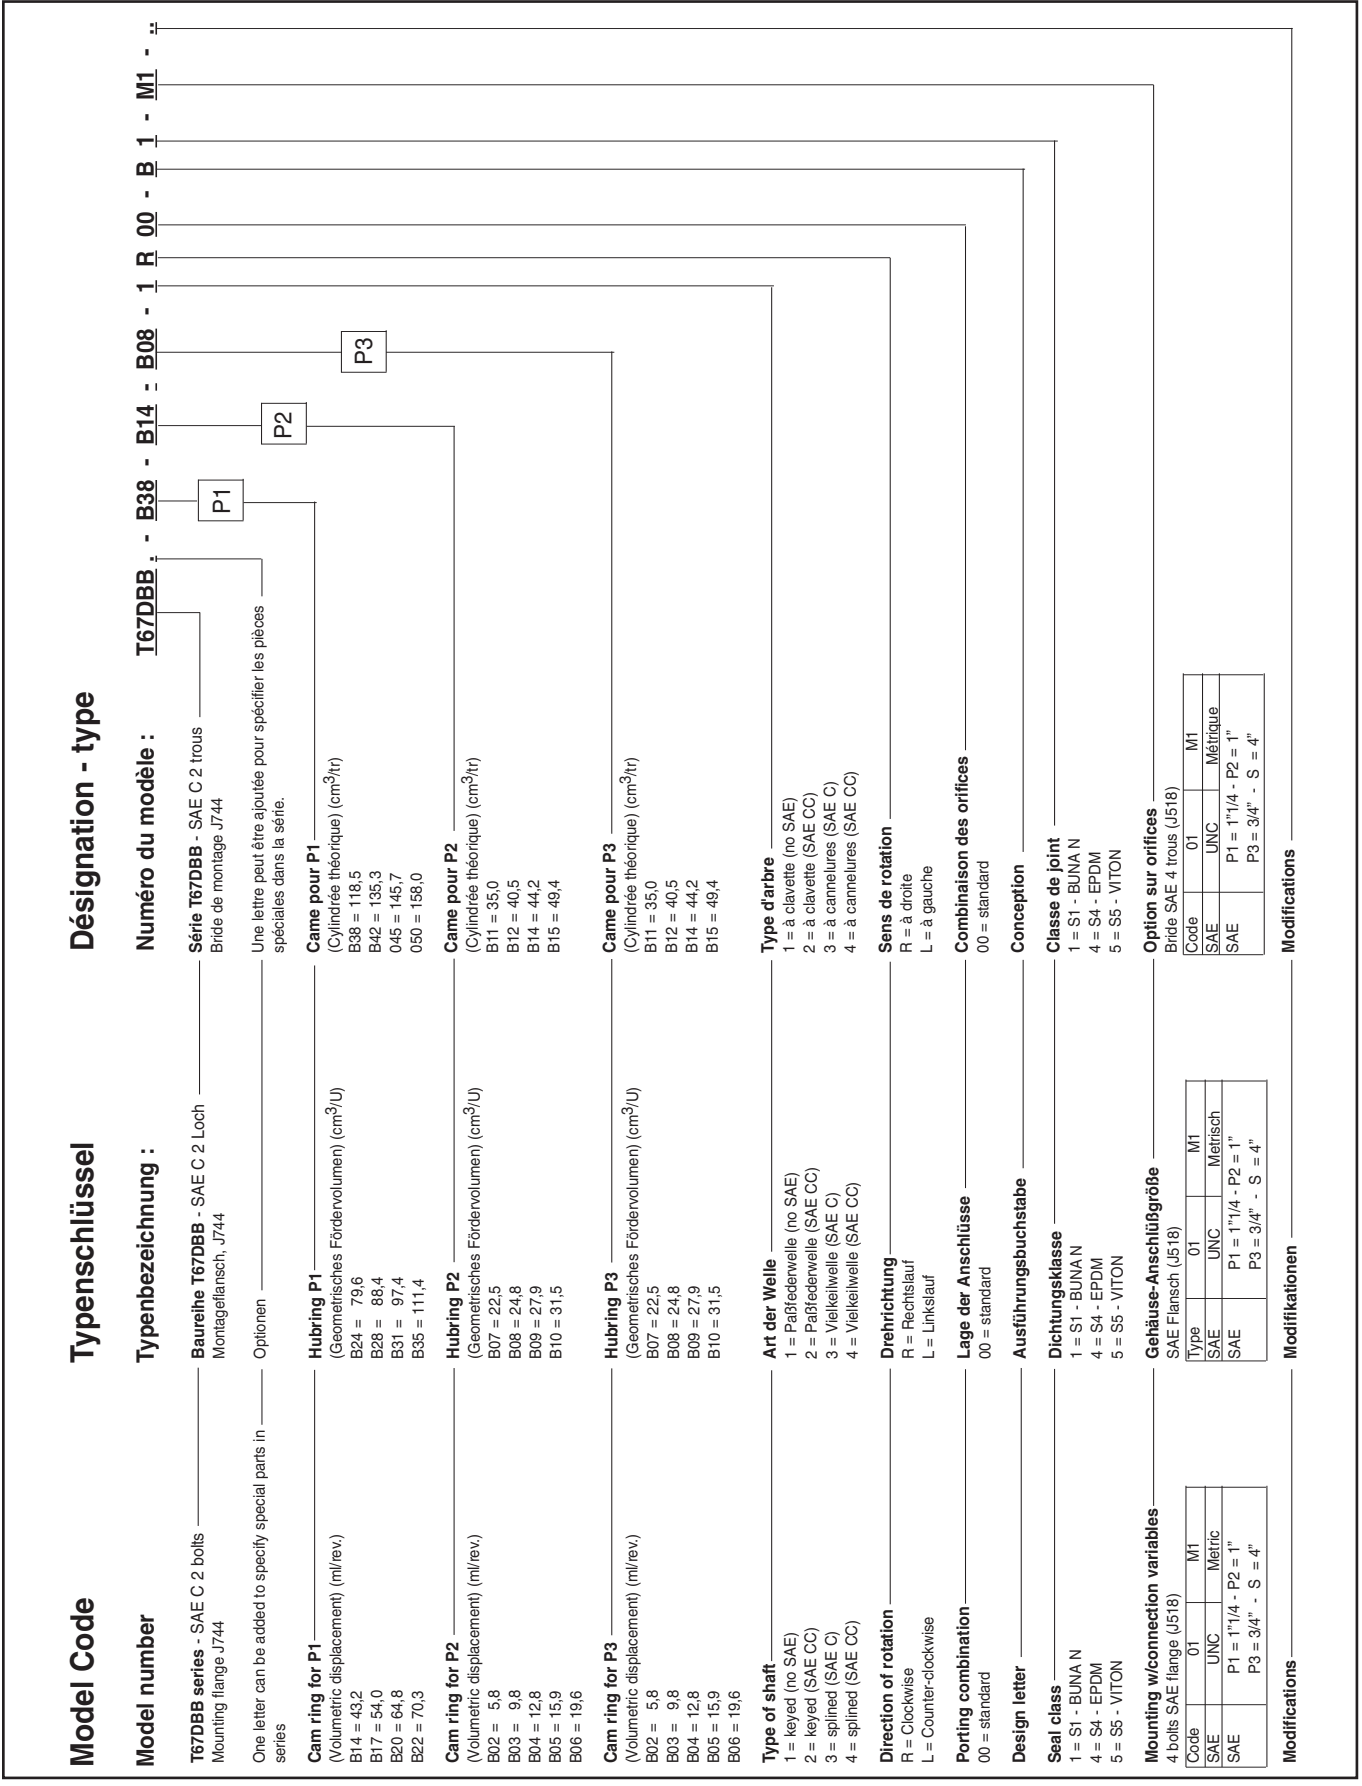 Model Code
Typenschlüssel
Désignation - type
Model number
Typenbezeichnung :
Numéro du modèle :
T67DBB . - B38 - B14 - B08 - 1 R 00 - B 1 - M1 - ..
P1
P2
P3
T67DBB series - SAE C 2 bolts
Mounting flange J744
Baureihe T67DBB - SAE C 2 Loch
Montageflansch, J744
Série T67DBB - SAE C 2 trous
Bride de montage J744
One letter can be added to specify special parts in
series
Optionen
Une lettre peut être ajoutée pour spécifier les pièces
spéciales dans la série.
Cam ring for P1
(Volumetric displacement) (ml/rev.)
B14 = 43,2
B17 = 54,0
B20 = 64,8
B22 = 70,3
Hubring P1
(Geometrisches Fördervolumen) (cm³/U)
B24 = 79,6
B28 = 88,4
B31 = 97,4
B35 = 111,4
Came pour P1
(Cylindrée théorique) (cm³/tr)
B38 = 118,5
B42 = 135,3
045 = 145,7
050 = 158,0
Cam ring for P2
(Volumetric displacement) (ml/rev.)
B02 = 5,8
B03 = 9,8
B04 = 12,8
B05 = 15,9
B06 = 19,6
Hubring P2
(Geometrisches Fördervolumen) (cm³/U)
B07 = 22,5
B08 = 24,8
B09 = 27,9
B10 = 31,5
Came pour P2
(Cylindrée théorique) (cm³/tr)
B11 = 35,0
B12 = 40,5
B14 = 44,2
B15 = 49,4
Cam ring for P3
(Volumetric displacement) (ml/rev.)
B02 = 5,8
B03 = 9,8
B04 = 12,8
B05 = 15,9
B06 = 19,6
Hubring P3
(Geometrisches Fördervolumen) (cm³/U)
B07 = 22,5
B08 = 24,8
B09 = 27,9
B10 = 31,5
Came pour P3
(Cylindrée théorique) (cm³/tr)
B11 = 35,0
B12 = 40,5
B14 = 44,2
B15 = 49,4
Type of shaft
1 = keyed (no SAE)
2 = keyed (SAE CC)
3 = splined (SAE C)
4 = splined (SAE CC)
Art der Welle
1 = Paßfederwelle (no SAE)
2 = Paßfederwelle (SAE CC)
3 = Vielkeilwelle (SAE C)
4 = Vielkeilwelle (SAE CC)
Type d'arbre
1 = à clavette (no SAE)
2 = à clavette (SAE CC)
3 = à cannelures (SAE C)
4 = à cannelures (SAE CC)
Direction of rotation
R = Clockwise
L = Counter-clockwise
Drehrichtung
R = Rechtslauf
L = Linkslauf
Sens de rotation
R = à droite
L = à gauche
Porting combination
00 = standard
Lage der Anschlüsse
00 = standard
Combinaison des orifices
00 = standard
Design letter
Ausführungsbuchstabe
Conception
Seal class
1 = S1 - BUNA N
4 = S4 - EPDM
5 = S5 - VITON
Dichtungsklasse
1 = S1 - BUNA N
4 = S4 - EPDM
5 = S5 - VITON
Classe de joint
1 = S1 - BUNA N
4 = S4 - EPDM
5 = S5 - VITON
Mounting w/connection variables
4 bolts SAE flange (J518)
Code 01 M1
SAE UNC Metric
SAE P1 = 1"1/4 - P2 = 1"
P3 = 3/4" - S = 4"
Gehäuse-Anschlüßgröße
SAE Flansch (J518)
Type 01 M1
SAE UNC Metrisch
SAE P1 = 1"1/4 - P2 = 1"
P3 = 3/4" - S = 4"
Option sur orifices
Bride SAE 4 trous (J518)
Code 01 M1
SAE UNC Métrique
SAE P1 = 1"1/4 - P2 = 1"
P3 = 3/4" - S = 4"
Modifications
Modifikationen
Modifications